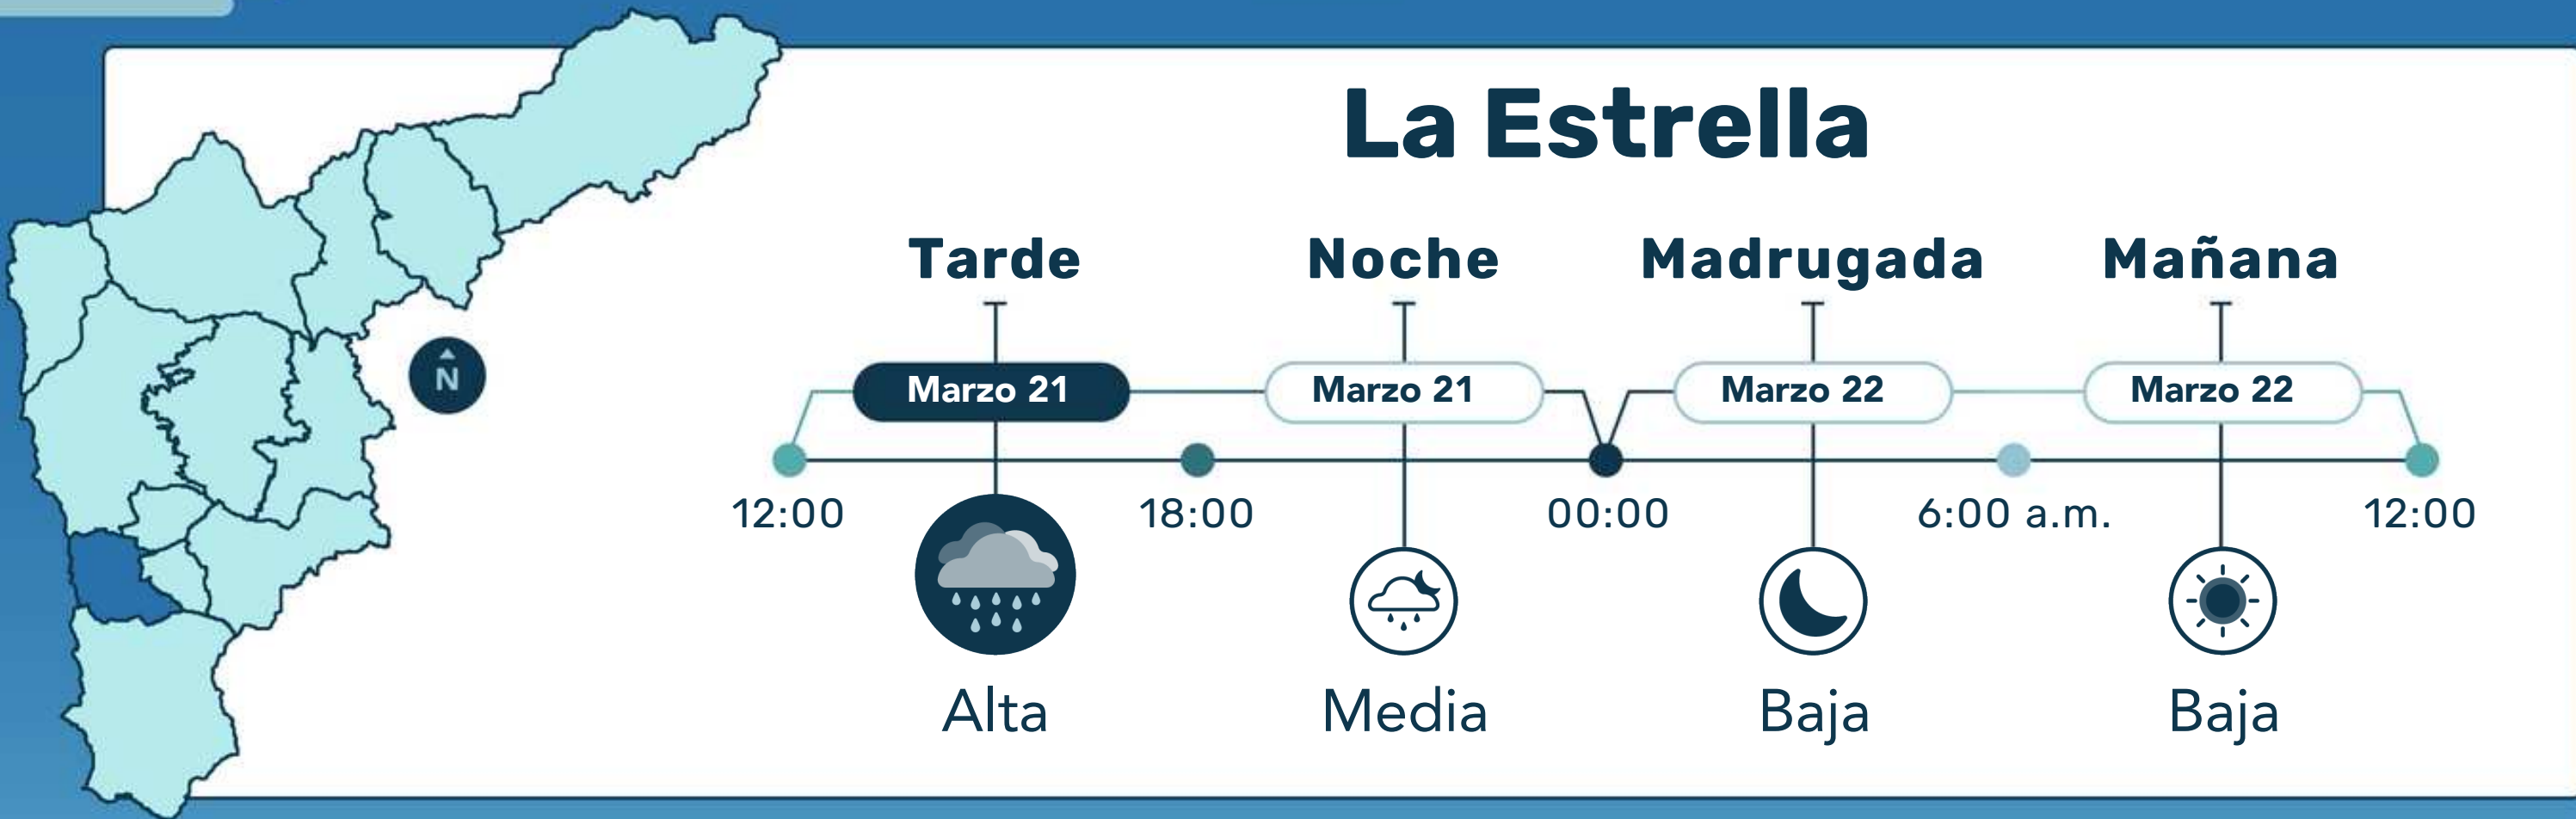 La Estrella
Tarde Noche Madrugada Mañana
N
Marzo 21 Marzo 21 Marzo 22 Marzo 22
12:00 18:00 00:00 6:00 a.m. 12:00
Alta Media Baja Baja